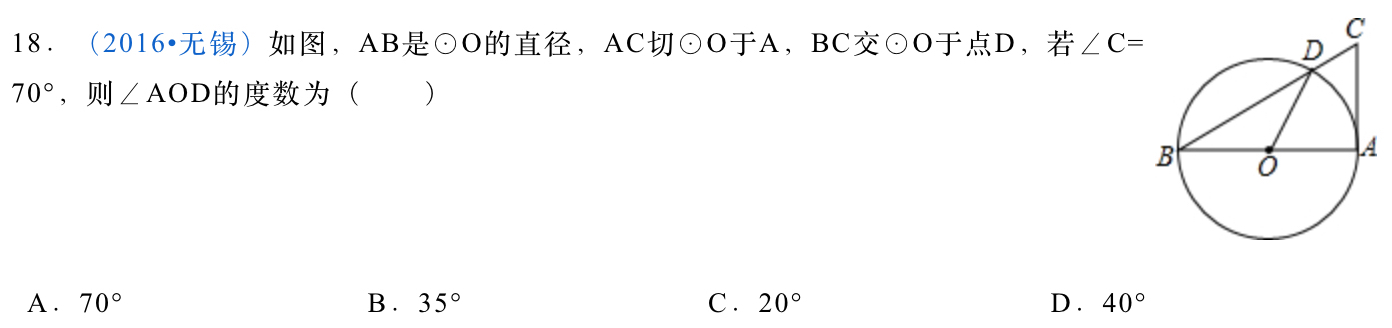 18．（2016•无锡）如图，AB是⊙O的直径，AC切⊙O于A，BC交⊙O于点D，若∠C=
70°，则∠AOD的度数为（　　）
C
D
B
O
A
A．70°　B．35°　C．20°　D．40°